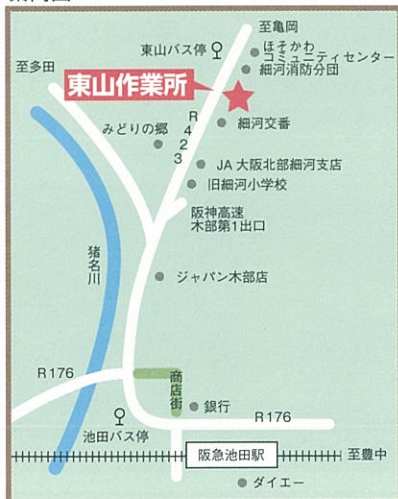 至亀岡
東山バス停
ほそかわ
コミュニティセンター
細河消防分団
至多田
東山作業所
R423
細河交番
みどりの郷
JA 大阪北部細河支店
旧細河小学校
阪神高速
木部第1出口
猪名川
ジャパン木部店
R176
商店街
銀行
R176
池田バス停
阪急池田駅
至豊中
ダイエー